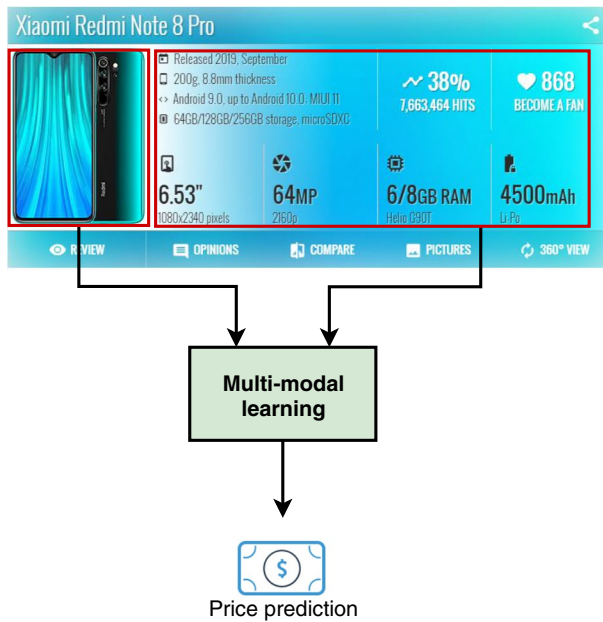 Xiaomi Redmi Note 8 Pro
Released 2019, September
200g, 8.8mm thickness
Android 9.0, up to Android 10.0; MIUI 11
64GB/128GB/256GB storage, microSDXC
38%
7,663,464 HITS
868
BECOME A FAN
6.53"
1080x2340 pixels
64MP
2160p
6/8GB RAM
Helio G90T
4500mAh
Li-Po
Redmi
REVIEW
OPINIONS
COMPARE
PICTURES
360° VIEW
Multi-modal
learning
$
Price prediction